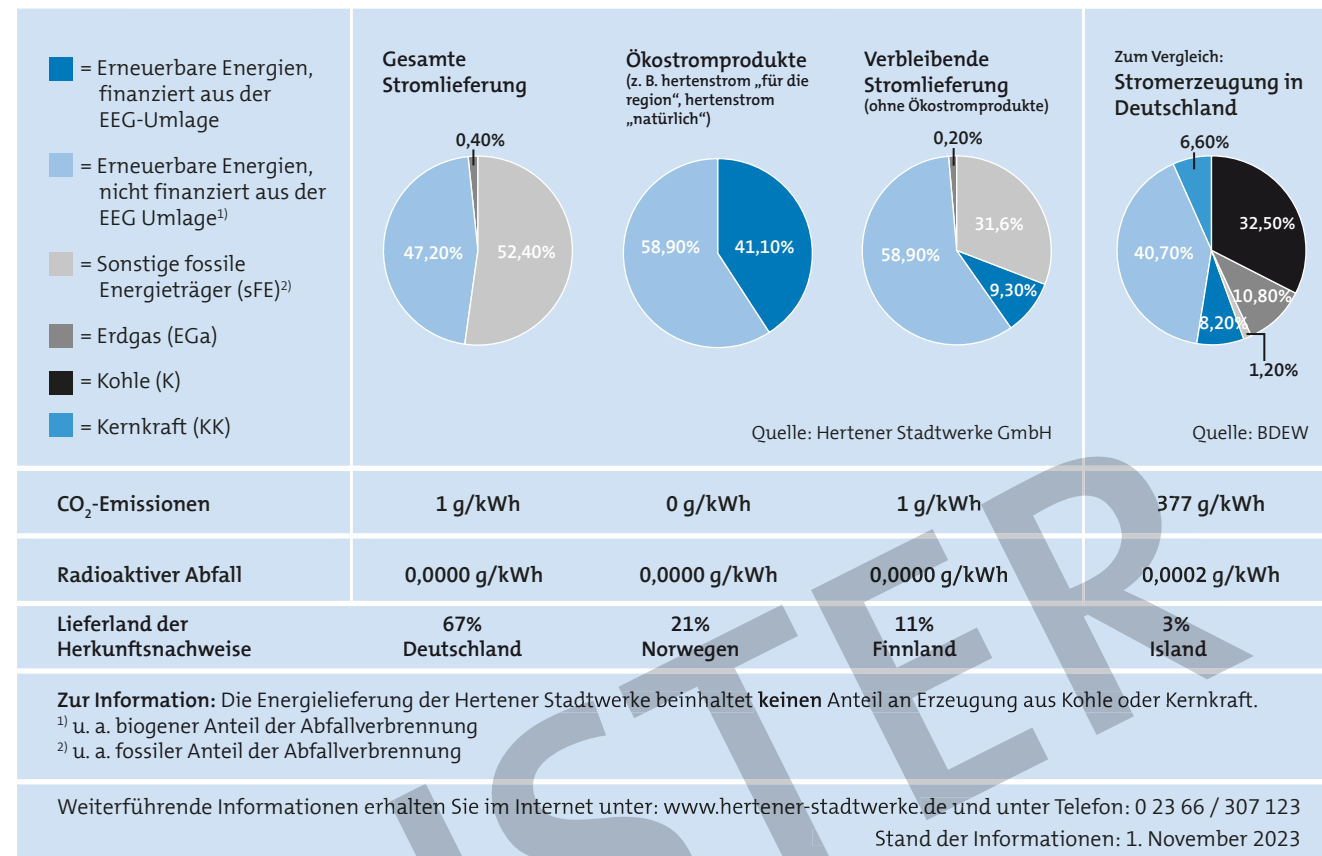 = Erneuerbare Energien,
finanziert aus der
EEG-Umlage
= Erneuerbare Energien,
nicht finanziert aus der
EEG Umlage1)
= Sonstige fossile
Energieträger (sFE)2)
= Erdgas (EGa)
= Kohle (K)
= Kernkraft (KK)
Gesamte
Stromlieferung
0,40%
47,20%
52,40%
Ökostromprodukte
(z. B. hertenstrom „für die
region“, hertenstrom
„natürlich“)
58,90%
41,10%
Verbleibende
Stromlieferung
(ohne Ökostromprodukte)
0,20%
31,6%
58,90%
9,30%
Quelle: Hertener Stadtwerke GmbH
Zum Vergleich:
Stromerzeugung in
Deutschland
6,60%
32,50%
40,70%
10,80%
8,20%
1,20%
Quelle: BDEW
CO2-Emissionen 1 g/kWh 0 g/kWh 1 g/kWh 377 g/kWh
Radioaktiver Abfall 0,0000 g/kWh 0,0000 g/kWh 0,0000 g/kWh 0,0002 g/kWh
Lieferland der 67% 21% 11% 3%
Herkunftsnachweise Deutschland Norwegen Finnland Island
Zur Information: Die Energielieferung der Hertener Stadtwerke beinhaltet keinen Anteil an Erzeugung aus Kohle oder Kernkraft.
1) u. a. biogener Anteil der Abfallverbrennung
2) u. a. fossiler Anteil der Abfallverbrennung
Weiterführende Informationen erhalten Sie im Internet unter: www.hertener-stadtwerke.de und unter Telefon: 0 23 66 / 307 123
Stand der Informationen: 1. November 2023
USTER